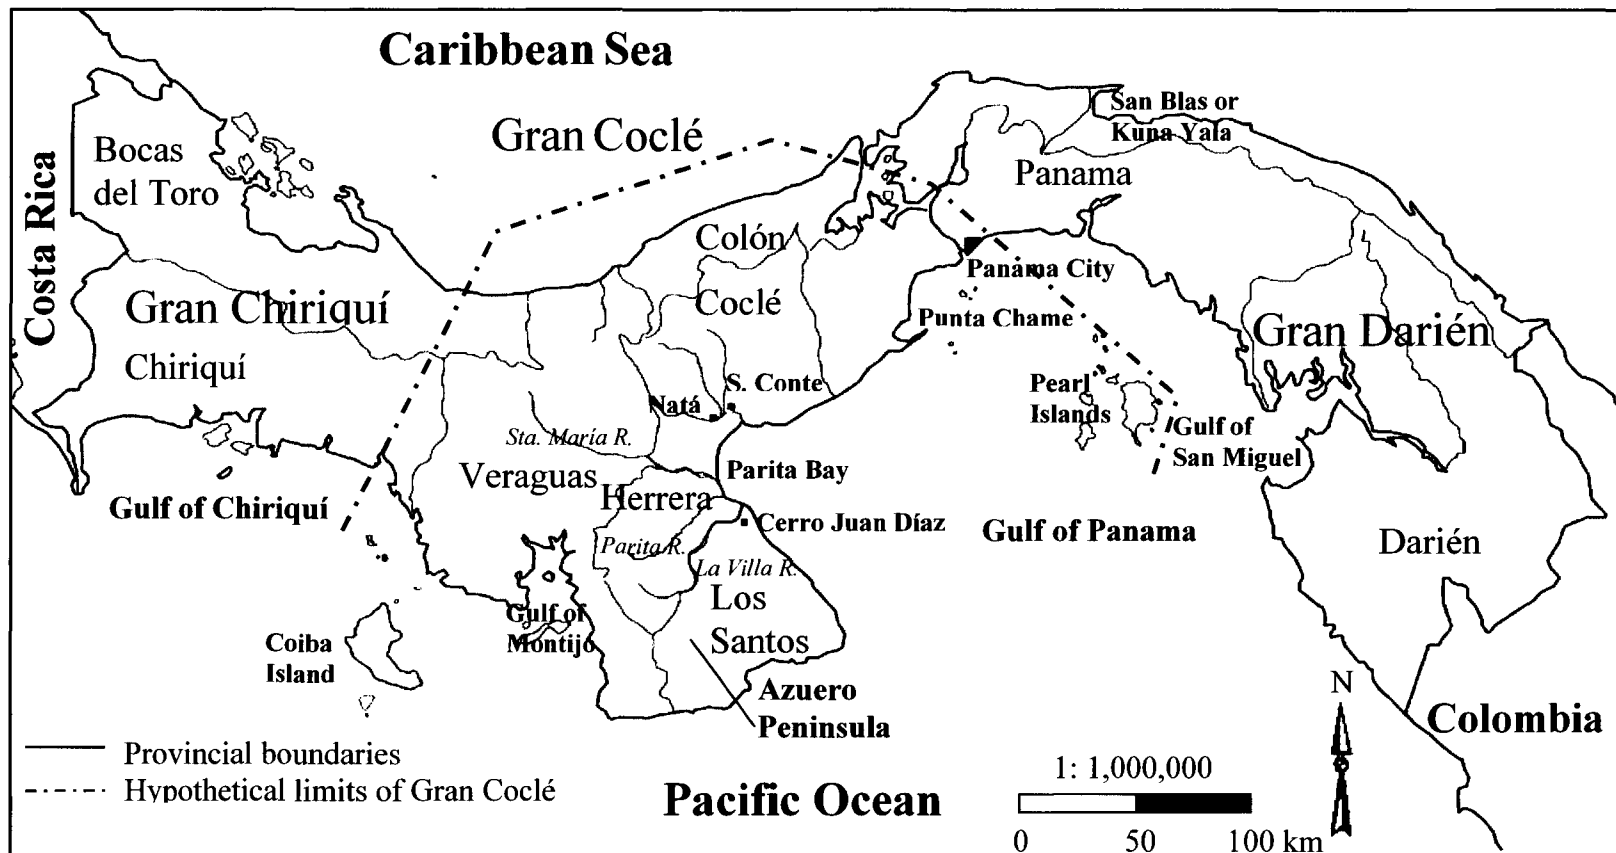 Caribbean Sea
Gran Coclé
San Blas or
Kuna Yala
Bocas
del Toro
Panama
Costa Rica
Colón
Panama City
Gran Chiriquí
Coclé
Punta Chame
Gran Darién
Chiriquí
S. Conte
Pearl
Islands
Natá
Gulf of
San Miguel
Sta. María R.
Veraguas
Parita Bay
Herrera
Gulf of Chiriquí
Cerro Juan Díaz
Gulf of Panama
Darién
Parita R.
La Villa R.
Los
Santos
Gulf of
Montijo
Coiba
Island
Azuero
Peninsula
N
Colombia
Provincial boundaries
Hypothetical limits of Gran Coclé
Pacific Ocean
1: 1,000,000
0 50 100 km